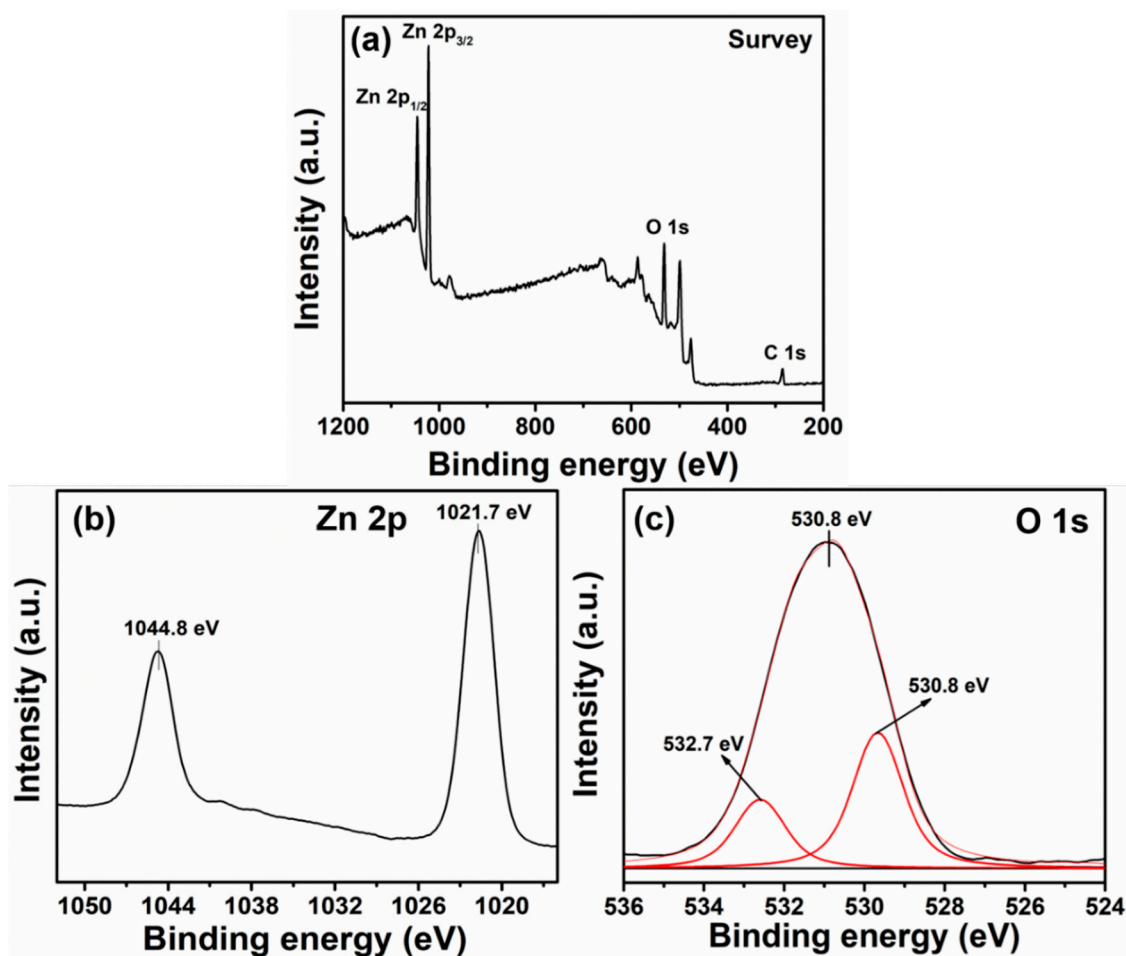 (a)
Zn 2p3/2
Survey
Zn 2p1/2
O 1s
C 1s
Intensity (a.u.)
1200 1000 800 600 400 200
Binding energy (eV)
(b)
Zn 2p
1021.7 eV
1044.8 eV
Intensity (a.u.)
1050 1044 1038 1032 1026 1020
Binding energy (eV)
(c)
530.8 eV
O 1s
530.8 eV
532.7 eV
Intensity (a.u.)
536 534 532 530 528 526 524
Binding energy (eV)